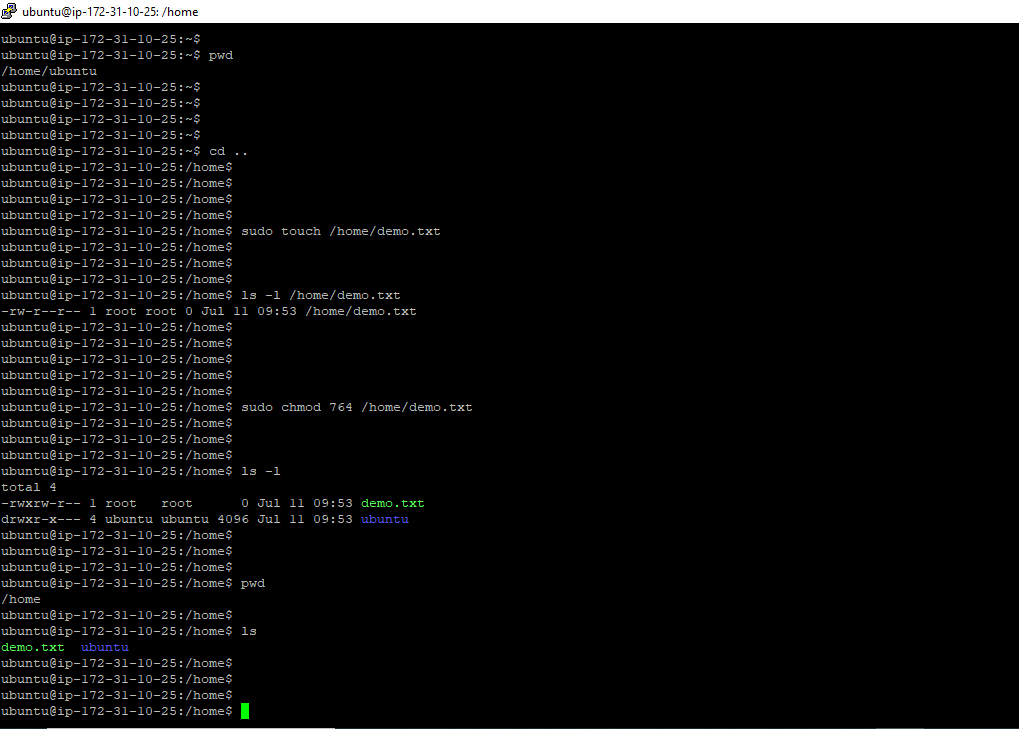 ubuntu@ip-172-31-10-25: /home
ubuntu@ip-172-31-10-25:~$
ubuntu@ip-172-31-10-25:~$ pwd
/home/ubuntu
ubuntu@ip-172-31-10-25:~$
ubuntu@ip-172-31-10-25:~$
ubuntu@ip-172-31-10-25:~$
ubuntu@ip-172-31-10-25:~$
ubuntu@ip-172-31-10-25:~$ cd ..
ubuntu@ip-172-31-10-25:/home$
ubuntu@ip-172-31-10-25:/home$
ubuntu@ip-172-31-10-25:/home$
ubuntu@ip-172-31-10-25:/home$
ubuntu@ip-172-31-10-25:/home$ sudo touch /home/demo.txt
ubuntu@ip-172-31-10-25:/home$
ubuntu@ip-172-31-10-25:/home$
ubuntu@ip-172-31-10-25:/home$
ubuntu@ip-172-31-10-25:/home$ ls -l /home/demo.txt
-rw-r--r-- 1 root root 0 Jul 11 09:53 /home/demo.txt
ubuntu@ip-172-31-10-25:/home$
ubuntu@ip-172-31-10-25:/home$
ubuntu@ip-172-31-10-25:/home$
ubuntu@ip-172-31-10-25:/home$
ubuntu@ip-172-31-10-25:/home$
ubuntu@ip-172-31-10-25:/home$ sudo chmod 764 /home/demo.txt
ubuntu@ip-172-31-10-25:/home$
ubuntu@ip-172-31-10-25:/home$
ubuntu@ip-172-31-10-25:/home$
ubuntu@ip-172-31-10-25:/home$ ls -l
total 4
-rwxrw-r-- 1 root   root      0 Jul 11 09:53 demo.txt
drwxr-x--- 4 ubuntu ubuntu 4096 Jul 11 09:53 ubuntu
ubuntu@ip-172-31-10-25:/home$
ubuntu@ip-172-31-10-25:/home$
ubuntu@ip-172-31-10-25:/home$
ubuntu@ip-172-31-10-25:/home$ pwd
/home
ubuntu@ip-172-31-10-25:/home$
ubuntu@ip-172-31-10-25:/home$ ls
demo.txt  ubuntu
ubuntu@ip-172-31-10-25:/home$
ubuntu@ip-172-31-10-25:/home$
ubuntu@ip-172-31-10-25:/home$
ubuntu@ip-172-31-10-25:/home$